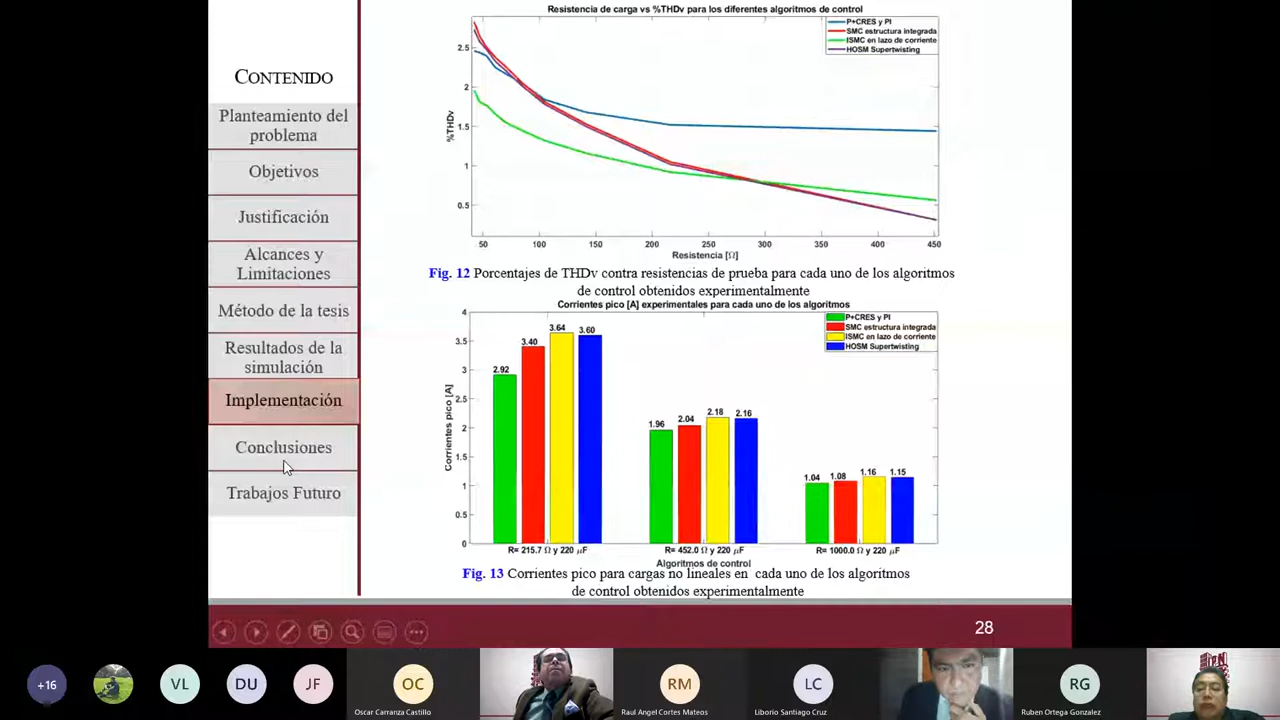 CONTENIDO
Planteamiento del
problema
Objetivos
Justificación
Alcances y
Limitaciones
Método de la tesis
Resultados de la
simulación
Implementación
Conclusiones
Trabajos Futuro
Resistencia de carga vs %THDv para los diferentes algoritmos de control
P+CRES y PI
SMC estructura integrada
ISMC en lazo de corriente
HOSM Supertwisting
%THDv
2.5
2
1.5
1
0.5
50 100 150 200 250 300 350 400 450
Resistencia [Ω]
Fig. 12 Porcentajes de THDv contra resistencias de prueba para cada uno de los algoritmos
de control obtenidos experimentalmente
Corrientes pico [A] experimentales para cada uno de los algoritmos
P+CRES y PI
SMC estructura integrada
ISMC en lazo de corriente
HOSM Supertwisting
Corrientes pico [A]
4
3.5
3
2.5
2
1.5
1
0.5
0
2.92 3.40 3.64 3.60
1.96 2.04 2.18 2.16
1.04 1.08 1.16 1.15
R= 215.7 Ω y 220 μF R= 452.0 Ω y 220 μF R= 1000.0 Ω y 220 μF
Algoritmos de control
Fig. 13 Corrientes pico para cargas no lineales en cada uno de los algoritmos
de control obtenidos experimentalmente
28
+16 VL DU JF OC RM LC RG
Oscar Carranza Castillo Raul Angel Cortes Mateos Liborio Santiago Cruz Ruben Ortega Gonzalez